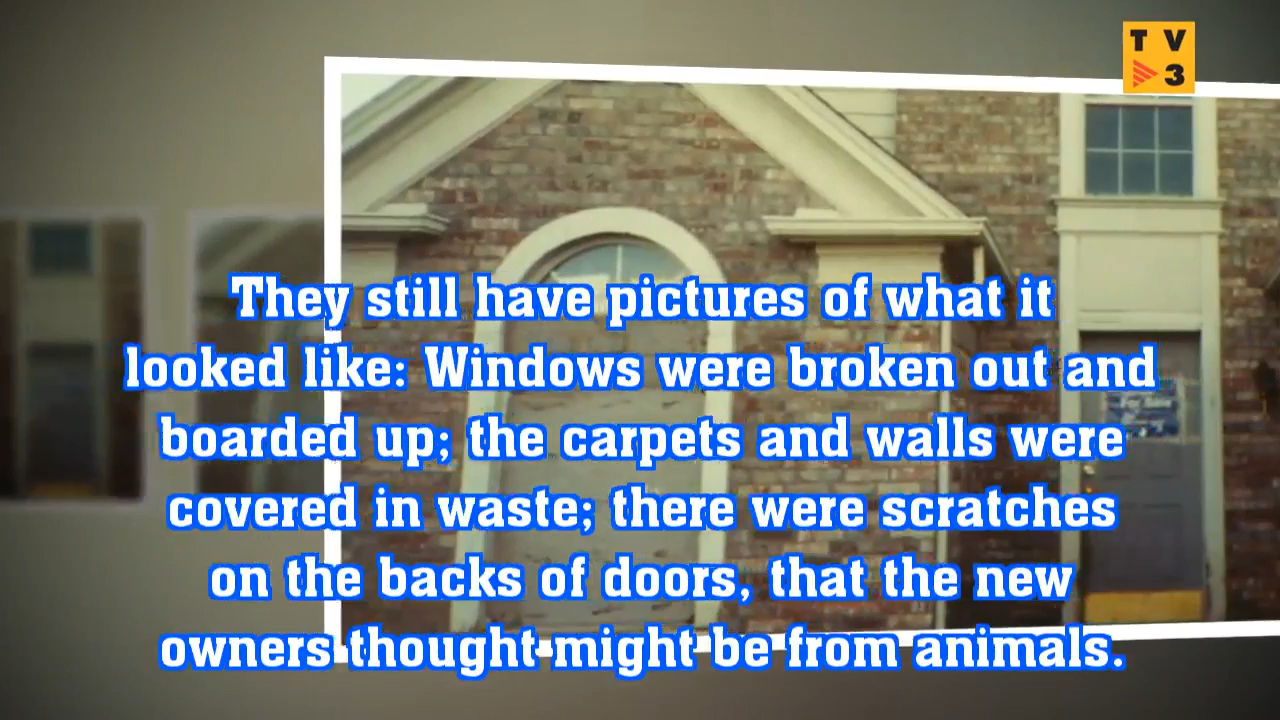 TV
3
They still have pictures of what it
looked like: Windows were broken out and
boarded up; the carpets and walls were
covered in waste; there were scratches
on the backs of doors, that the new
owners thought might be from animals.
For Sale